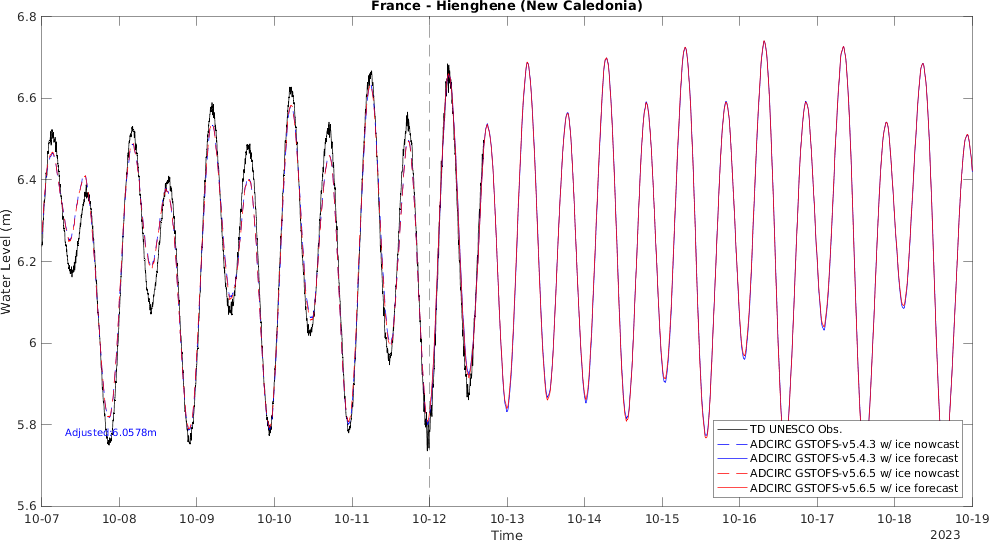 France - Hienghene (New Caledonia)
6.8
6.6
6.4
6.2
6
5.8
5.6
Water Level (m)
Adjusted:6.0578m
TD UNESCO Obs.
ADCIRC GSTOFS-v5.4.3 w/ ice nowcast
ADCIRC GSTOFS-v5.4.3 w/ ice forecast
ADCIRC GSTOFS-v5.6.5 w/ ice nowcast
ADCIRC GSTOFS-v5.6.5 w/ ice forecast
10-07 10-08 10-09 10-10 10-11 10-12 10-13 10-14 10-15 10-16 10-17 10-18 10-19
Time
2023